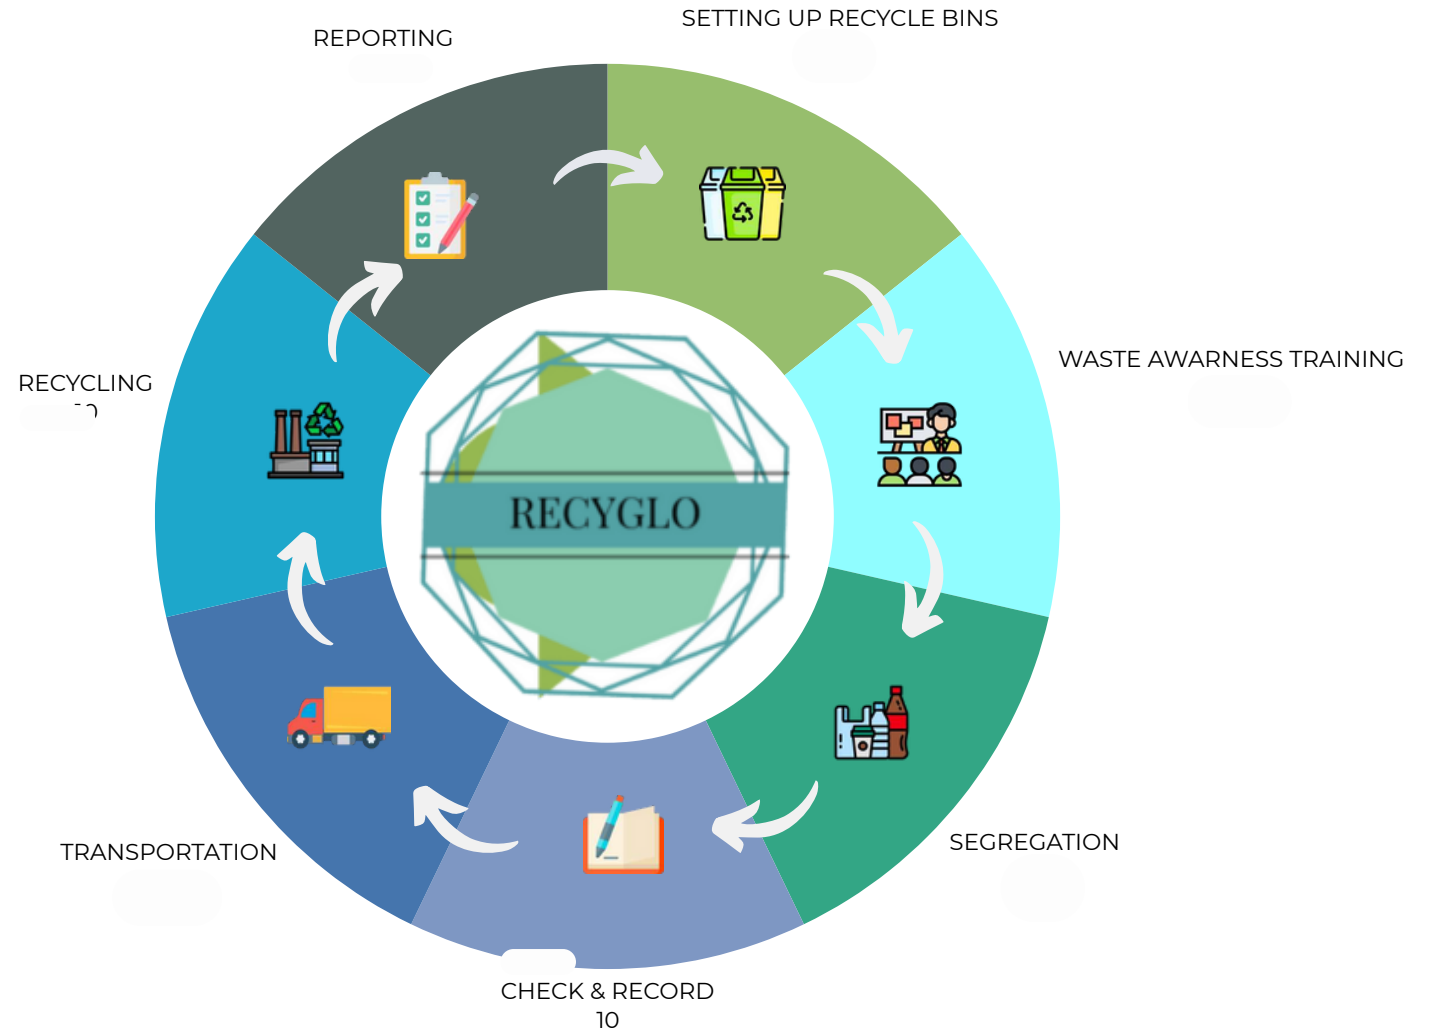 SETTING UP RECYCLE BINS
REPORTING
WASTE AWARNESS TRAINING
RECYCLING
RECYGLO
SEGREGATION
TRANSPORTATION
CHECK & RECORD
10